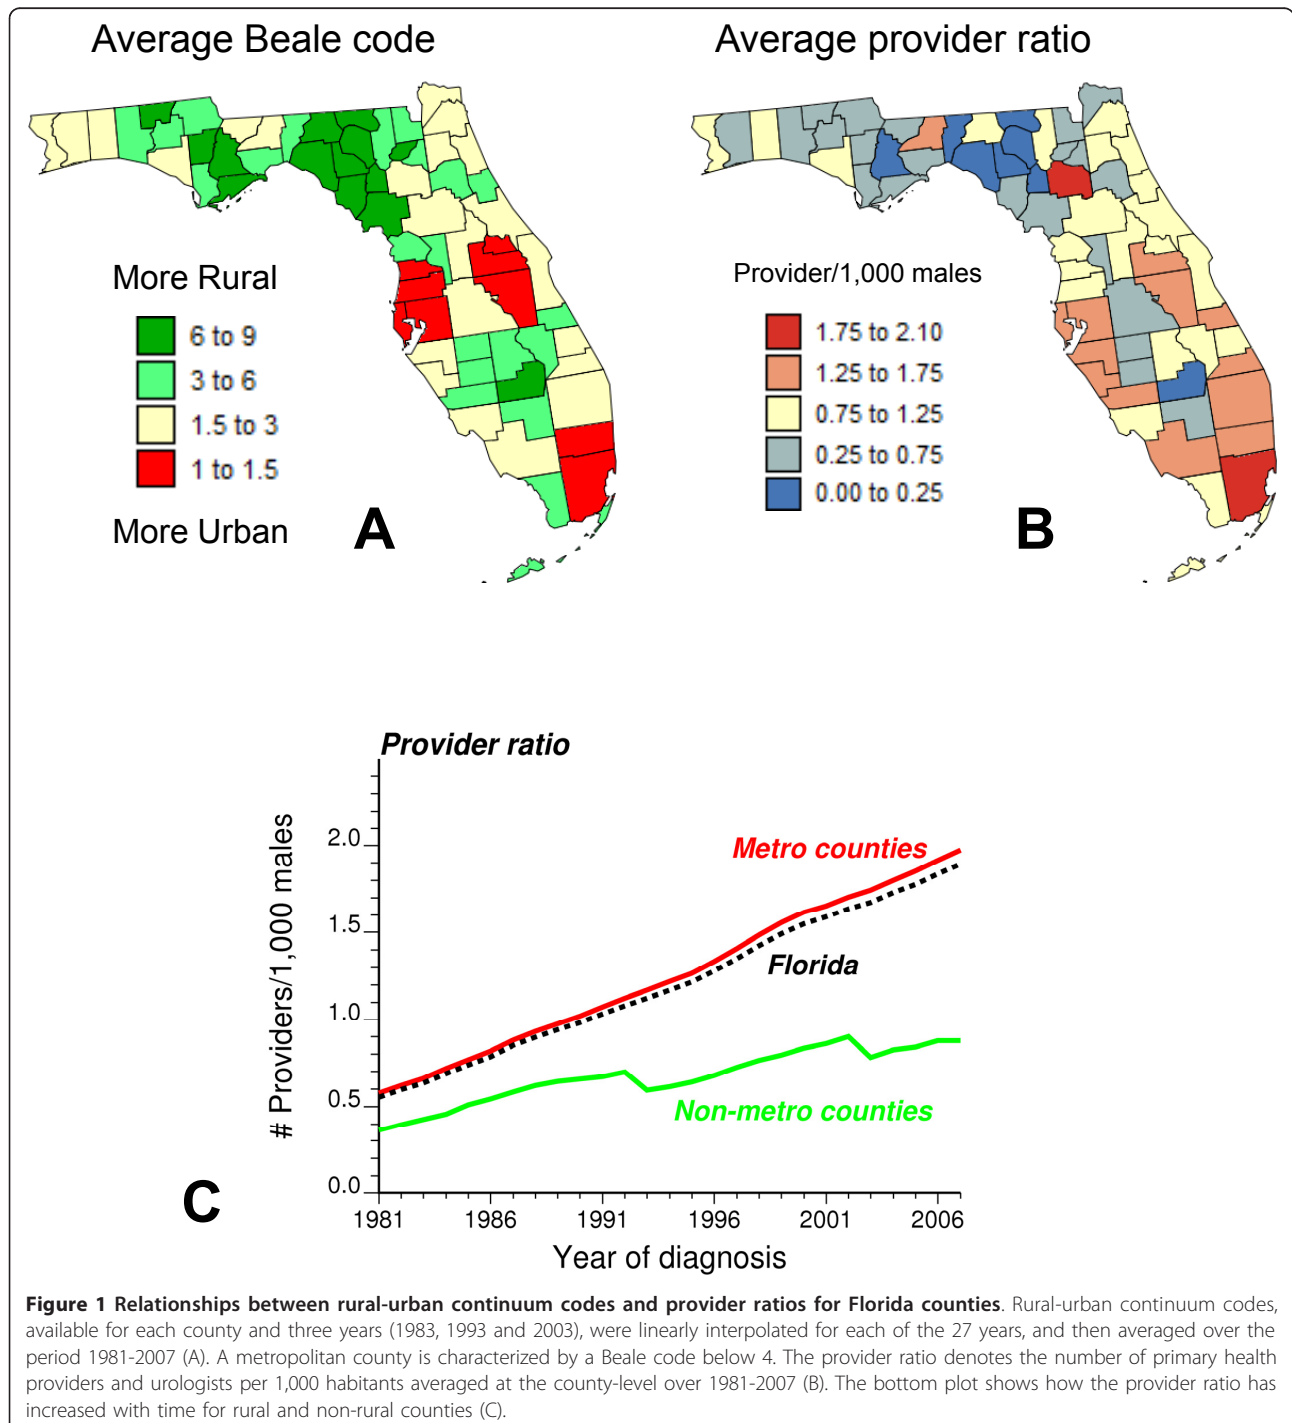 Average Beale code
Average provider ratio
More Rural
6 to 9
3 to 6
1.5 to 3
1 to 1.5
More Urban
A
Provider/1,000 males
1.75 to 2.10
1.25 to 1.75
0.75 to 1.25
0.25 to 0.75
0.00 to 0.25
B
Provider ratio
# Providers/1,000 males
2.0
1.5
1.0
0.5
0.0
Metro counties
Florida
Non-metro counties
C
1981 1986 1991 1996 2001 2006
Year of diagnosis
Figure 1 Relationships between rural-urban continuum codes and provider ratios for Florida counties. Rural-urban continuum codes,
available for each county and three years (1983, 1993 and 2003), were linearly interpolated for each of the 27 years, and then averaged over the
period 1981-2007 (A). A metropolitan county is characterized by a Beale code below 4. The provider ratio denotes the number of primary health
providers and urologists per 1,000 habitants averaged at the county-level over 1981-2007 (B). The bottom plot shows how the provider ratio has
increased with time for rural and non-rural counties (C).